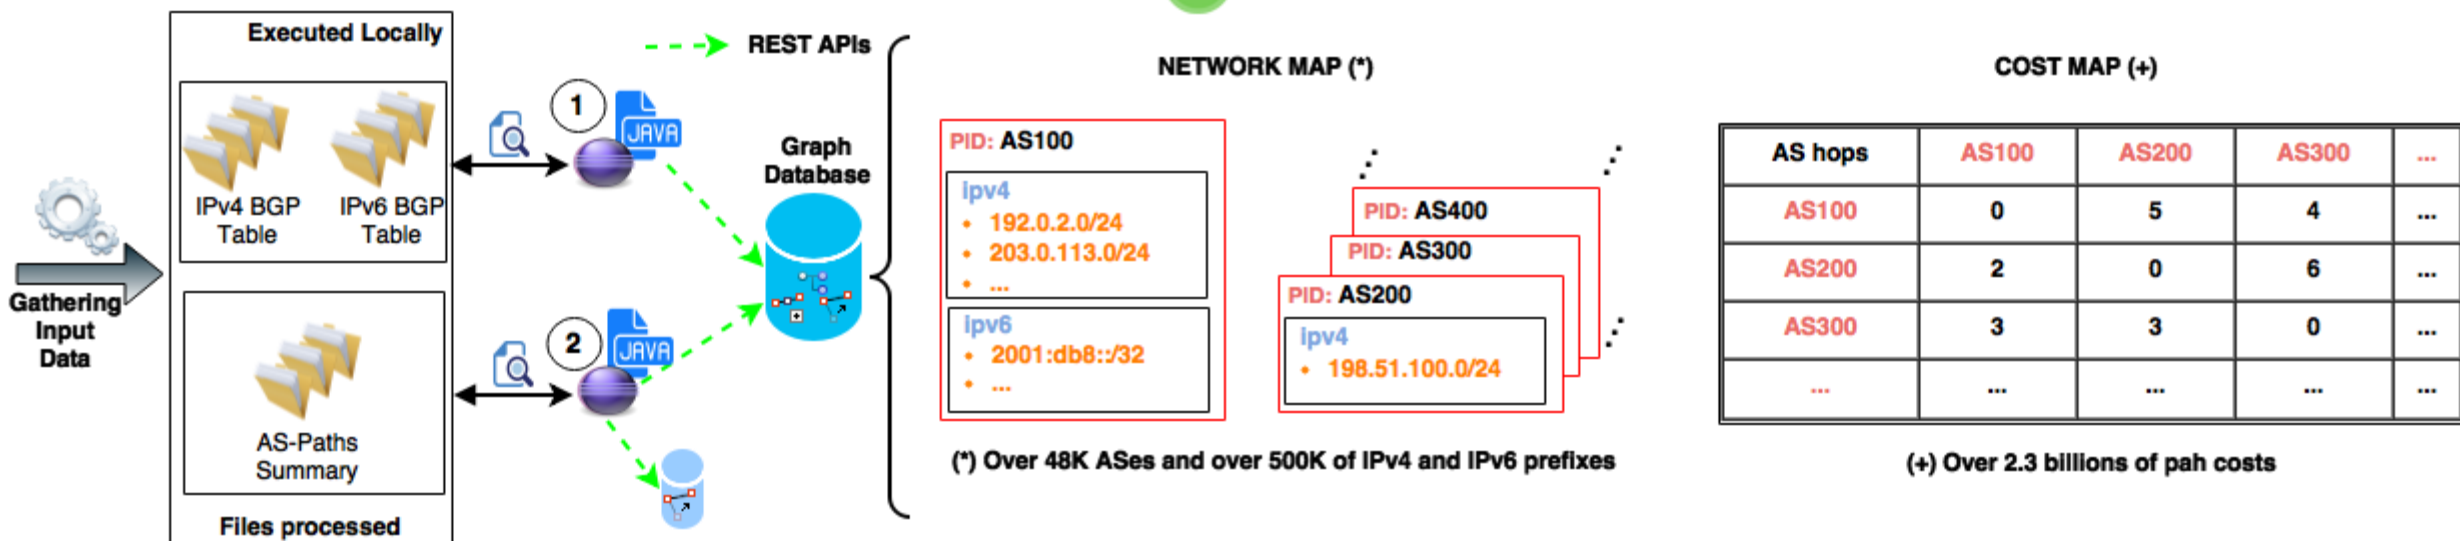 Executed Locally
IPv4 BGP
Table
IPv6 BGP
Table
Gathering
Input
Data
AS-Paths
Summary
Files processed
1
JAVA
2
JAVA
REST APIs
Graph
Database
NETWORK MAP (*)
PID: AS100
ipv4
• 192.0.2.0/24
• 203.0.113.0/24
• ...
ipv6
• 2001:db8::/32
• ...
PID: AS400
PID: AS300
PID: AS200
ipv4
• 198.51.100.0/24
(*) Over 48K ASes and over 500K of IPv4 and IPv6 prefixes
COST MAP (+)
AS hops AS100 AS200 AS300 ...
AS100 0 5 4 ...
AS200 2 0 6 ...
AS300 3 3 0 ...
... ... ... ... ...
(+) Over 2.3 billions of pah costs